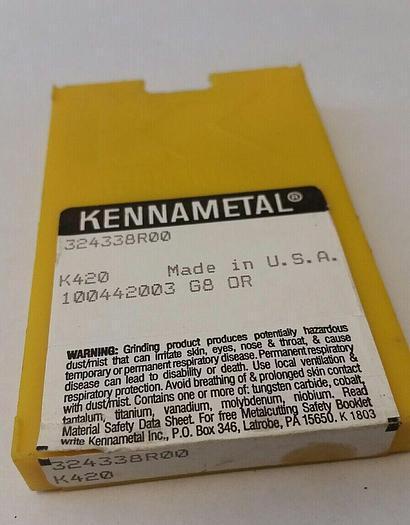 KENNAMETAL®
324338R00
K420 Made in U.S.A.
100442003 G8 OR
WARNING: Grinding product produces potentially hazardous
dust/mist that can irritate skin, eyes, nose & throat, & cause
temporary or permanent respiratory disease. Permanent respiratory
disease can lead to disability or death. Use local ventilation &
respiratory protection. Avoid breathing of & prolonged skin contact
with dust/mist. Contains one or more of: tungsten carbide, cobalt,
tantalum, titanium, vanadium, molybdenum, niobium. Read
Material Safety Data Sheet. For free Metalcutting Safety Booklet
write Kennametal Inc., P.O. Box 346, Latrobe, PA 15650. K 1803
324338R00
K420